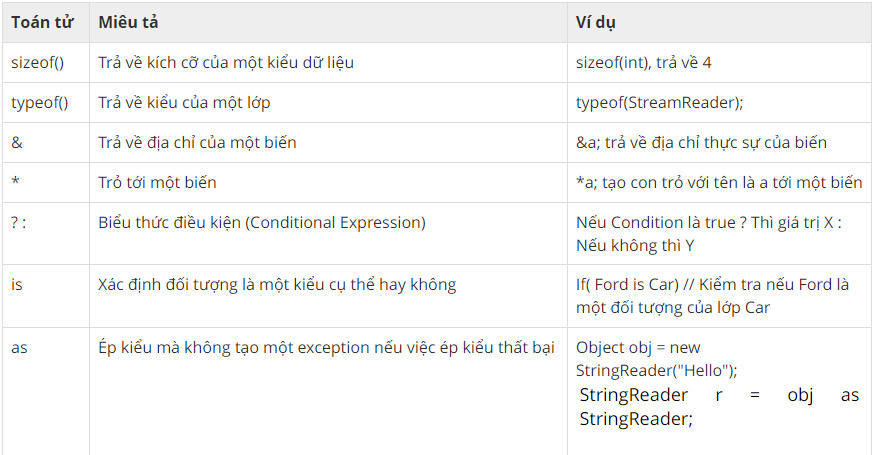 Toán tử Miêu tả Ví dụ
sizeof() Trả về kích cỡ của một kiểu dữ liệu sizeof(int), trả về 4
typeof() Trả về kiểu của một lớp typeof(StreamReader);
& Trả về địa chỉ của một biến &a; trả về địa chỉ thực sự của biến
* Trỏ tới một biến *a; tạo con trỏ với tên là a tới một biến
? : Biểu thức điều kiện (Conditional Expression) Nếu Condition là true ? Thì giá trị X :
Nếu không thì Y
is Xác định đối tượng là một kiểu cụ thể hay không If( Ford is Car) // Kiểm tra nếu Ford là
một đối tượng của lớp Car
as Ép kiểu mà không tạo một exception nếu việc ép kiểu thất bại Object obj = new
StringReader("Hello");
StringReader r = obj as
StringReader;